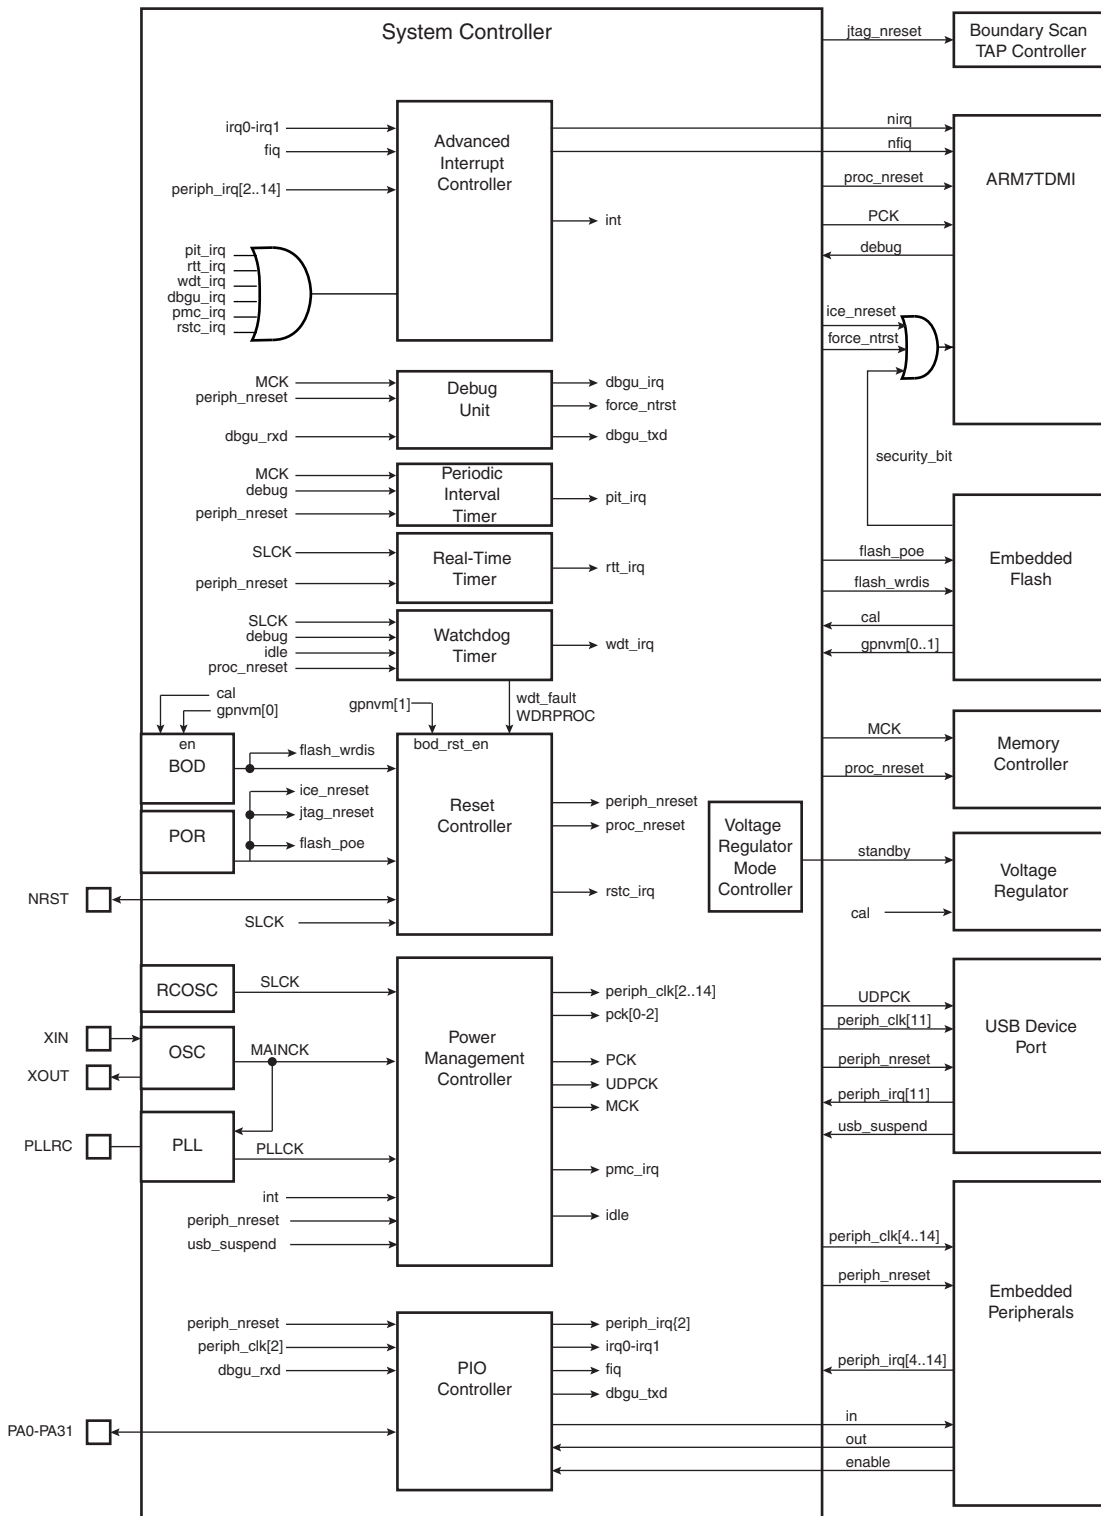 System Controller
jtag_nreset
Boundary Scan
TAP Controller
irq0-irq1
fiq
periph_irq[2..14]
Advanced
Interrupt
Controller
int
nirq
nfiq
proc_nreset
PCK
debug
ARM7TDMI
pit_irq
rtt_irq
wdt_irq
dbgu_irq
pmc_irq
rstc_irq
ice_nreset
force_ntrst
security_bit
MCK
periph_nreset
dbgu_rxd
Debug
Unit
dbgu_irq
force_ntrst
dbgu_txd
MCK
debug
periph_nreset
Periodic
Interval
Timer
pit_irq
SLCK
periph_nreset
Real-Time
Timer
rtt_irq
flash_poe
flash_wrdis
cal
gpnvm[0..1]
Embedded
Flash
SLCK
debug
idle
proc_nreset
Watchdog
Timer
wdt_irq
cal
gpnvm[0]
gpnvm[1]
wdt_fault
WDRPROC
en
BOD
flash_wrdis
bod_rst_en
Reset
Controller
ice_nreset
jtag_nreset
flash_poe
POR
periph_nreset
proc_nreset
rstc_irq
NRST
SLCK
MCK
proc_nreset
Memory
Controller
Voltage
Regulator
Mode
Controller
standby
cal
Voltage
Regulator
RCOSC
SLCK
XIN
XOUT
OSC
MAINCK
PLLRC
PLL
PLLCK
int
periph_nreset
usb_suspend
Power
Management
Controller
periph_clk[2..14]
pck[0-2]
PCK
UDPCK
MCK
pmc_irq
idle
UDPCK
periph_clk[11]
periph_nreset
periph_irq[11]
usb_suspend
USB Device
Port
periph_nreset
periph_clk[2]
dbgu_rxd
PA0-PA31
PIO
Controller
periph_irq{2]
irq0-irq1
fiq
dbgu_txd
periph_clk[4..14]
periph_nreset
periph_irq[4..14]
in
out
enable
Embedded
Peripherals